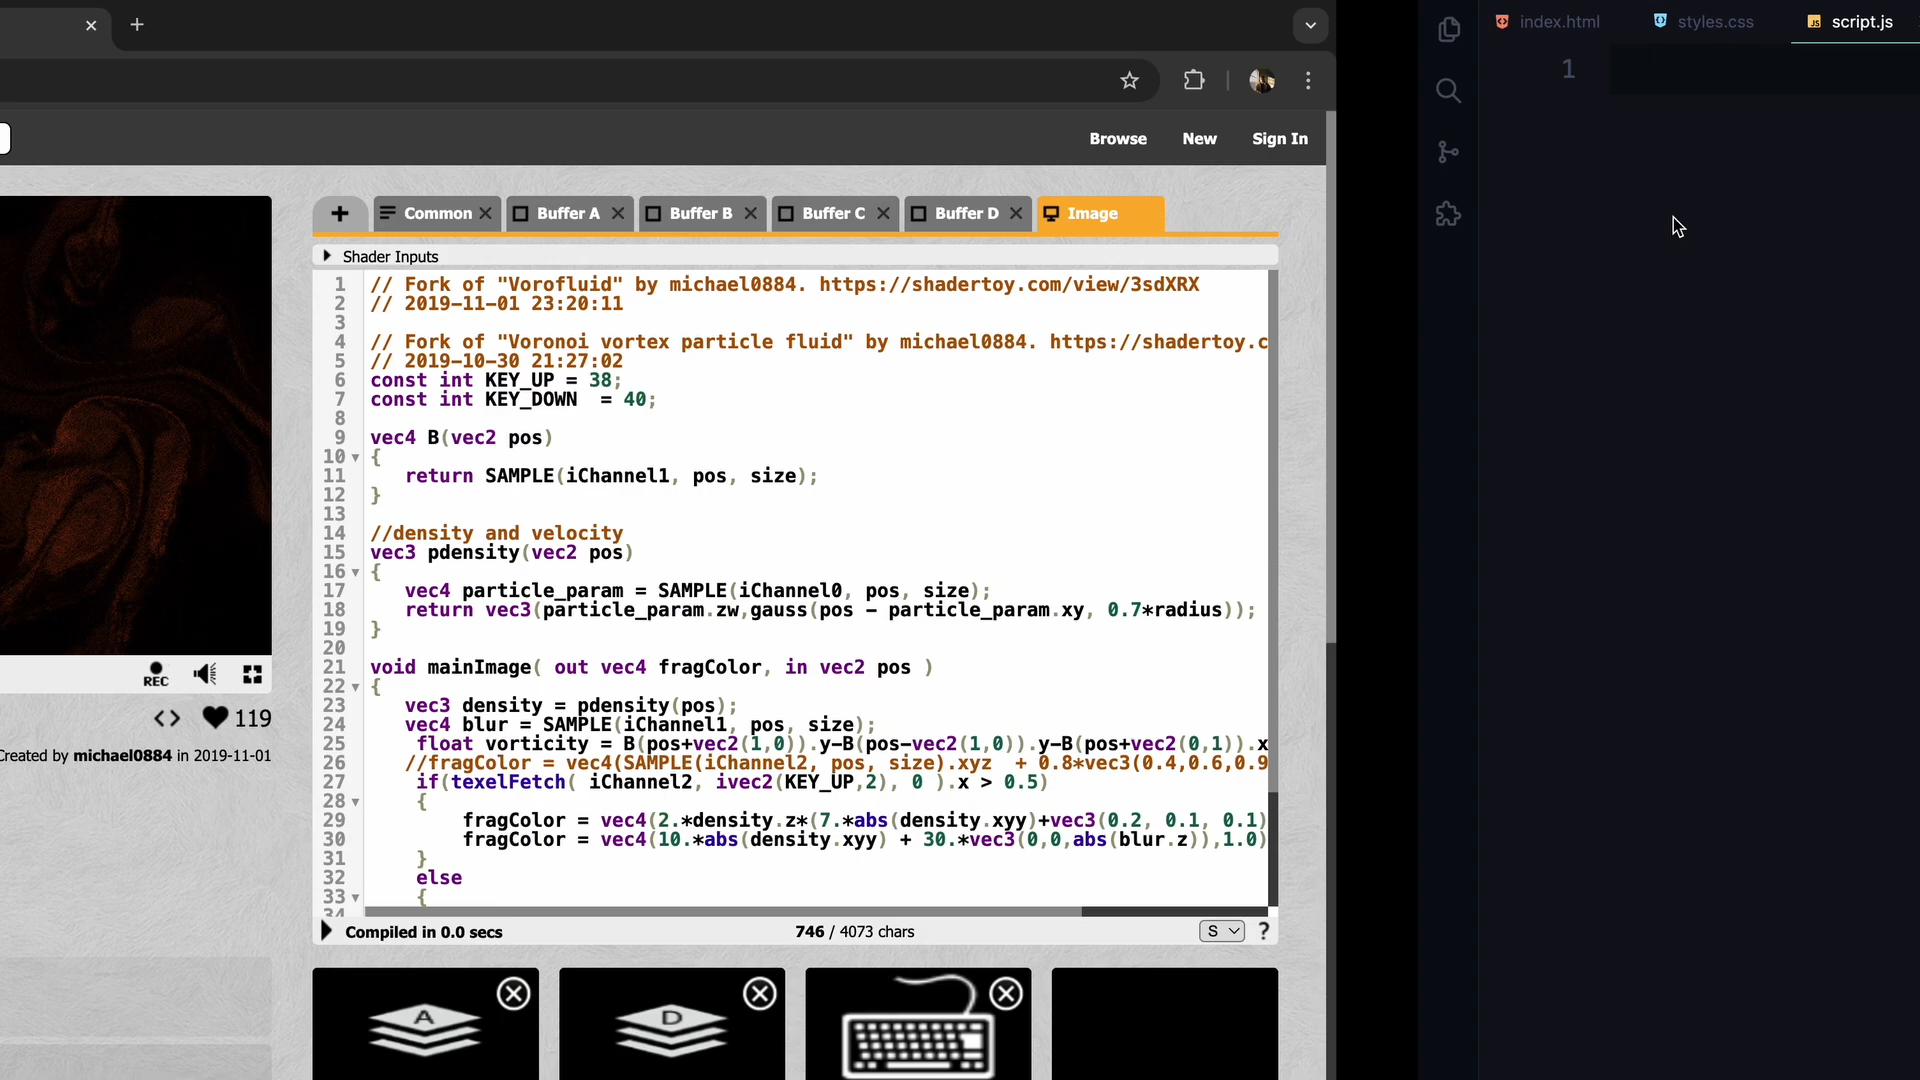 index.html
styles.css
JS script.js
1
Browse
New
Sign In
+ Common
Buffer A
Buffer B
Buffer C
Buffer D
Image
Shader Inputs
1 // Fork of "Vorofluid" by michael0884. https://shadertoy.com/view/3sdXRX
2 // 2019-11-01 23:20:11
3
4 // Fork of "Voronoi vortex particle fluid" by michael0884. https://shadertoy.c
5 // 2019-10-30 21:27:02
6 const int KEY_UP = 38;
7 const int KEY_DOWN  = 40;
8
9 vec4 B(vec2 pos)
10 {
11    return SAMPLE(iChannel1, pos, size);
12 }
13
14 //density and velocity
15 vec3 pdensity(vec2 pos)
16 {
17    vec4 particle_param = SAMPLE(iChannel0, pos, size);
18    return vec3(particle_param.zw,gauss(pos - particle_param.xy, 0.7*radius));
19 }
20
21 void mainImage( out vec4 fragColor, in vec2 pos )
22 {
23    vec3 density = pdensity(pos);
24    vec4 blur = SAMPLE(iChannel1, pos, size);
25     float vorticity = B(pos+vec2(1,0)).y-B(pos-vec2(1,0)).y-B(pos+vec2(0,1)).x
26    //fragColor = vec4(SAMPLE(iChannel2, pos, size).xyz  + 0.8*vec3(0.4,0.6,0.9
27     if(texelFetch( iChannel2, ivec2(KEY_UP,2), 0 ).x > 0.5)
28     {
29         fragColor = vec4(2.*density.z*(7.*abs(density.xyy)+vec3(0.2, 0.1, 0.1)
30         fragColor = vec4(10.*abs(density.xyy) + 30.*vec3(0,0,abs(blur.z)),1.0)
31     }
32     else
33     {
34
Compiled in 0.0 secs
746 / 4073 chars
S
?
REC
119
Created by michael0884 in 2019-11-01
A
D